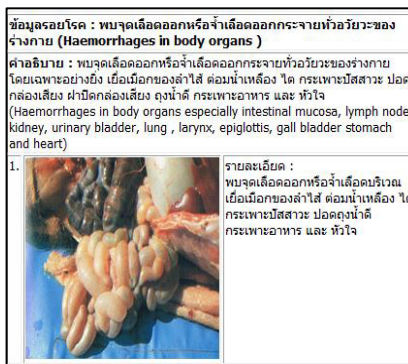 ข้อมูลรอยโรค : พบจุดเลือดออกหรือจ้ำเลือดออกกระจายทั่วอวัยวะของ
ร่างกาย (Haemorrhages in body organs )
คำอธิบาย : พบจุดเลือดออกหรือจ้ำเลือดออกกระจายทั่วอวัยวะของร่างกาย
โดยเฉพาะอย่างยิ่ง เยื่อเมือกของลำไส้ ต่อมน้ำเหลือง ไต กระเพาะปัสสาวะ ปอด
กล่องเสียง ฝาปิดกล่องเสียง ถุงน้ำดี กระเพาะอาหาร และ หัวใจ
(Haemorrhages in body organs especially intestinal mucosa, lymph node
kidney, urinary bladder, lung , larynx, epiglottis, gall bladder stomach
and heart)
1.
รายละเอียด :
พบจุดเลือดออกหรือจ้ำเลือดบริเวณ
เยื่อเมือกของลำไส้ ต่อมน้ำเหลือง ไต
กระเพาะปัสสาวะ ปอดถุงน้ำดี
กระเพาะอาหาร และ หัวใจ